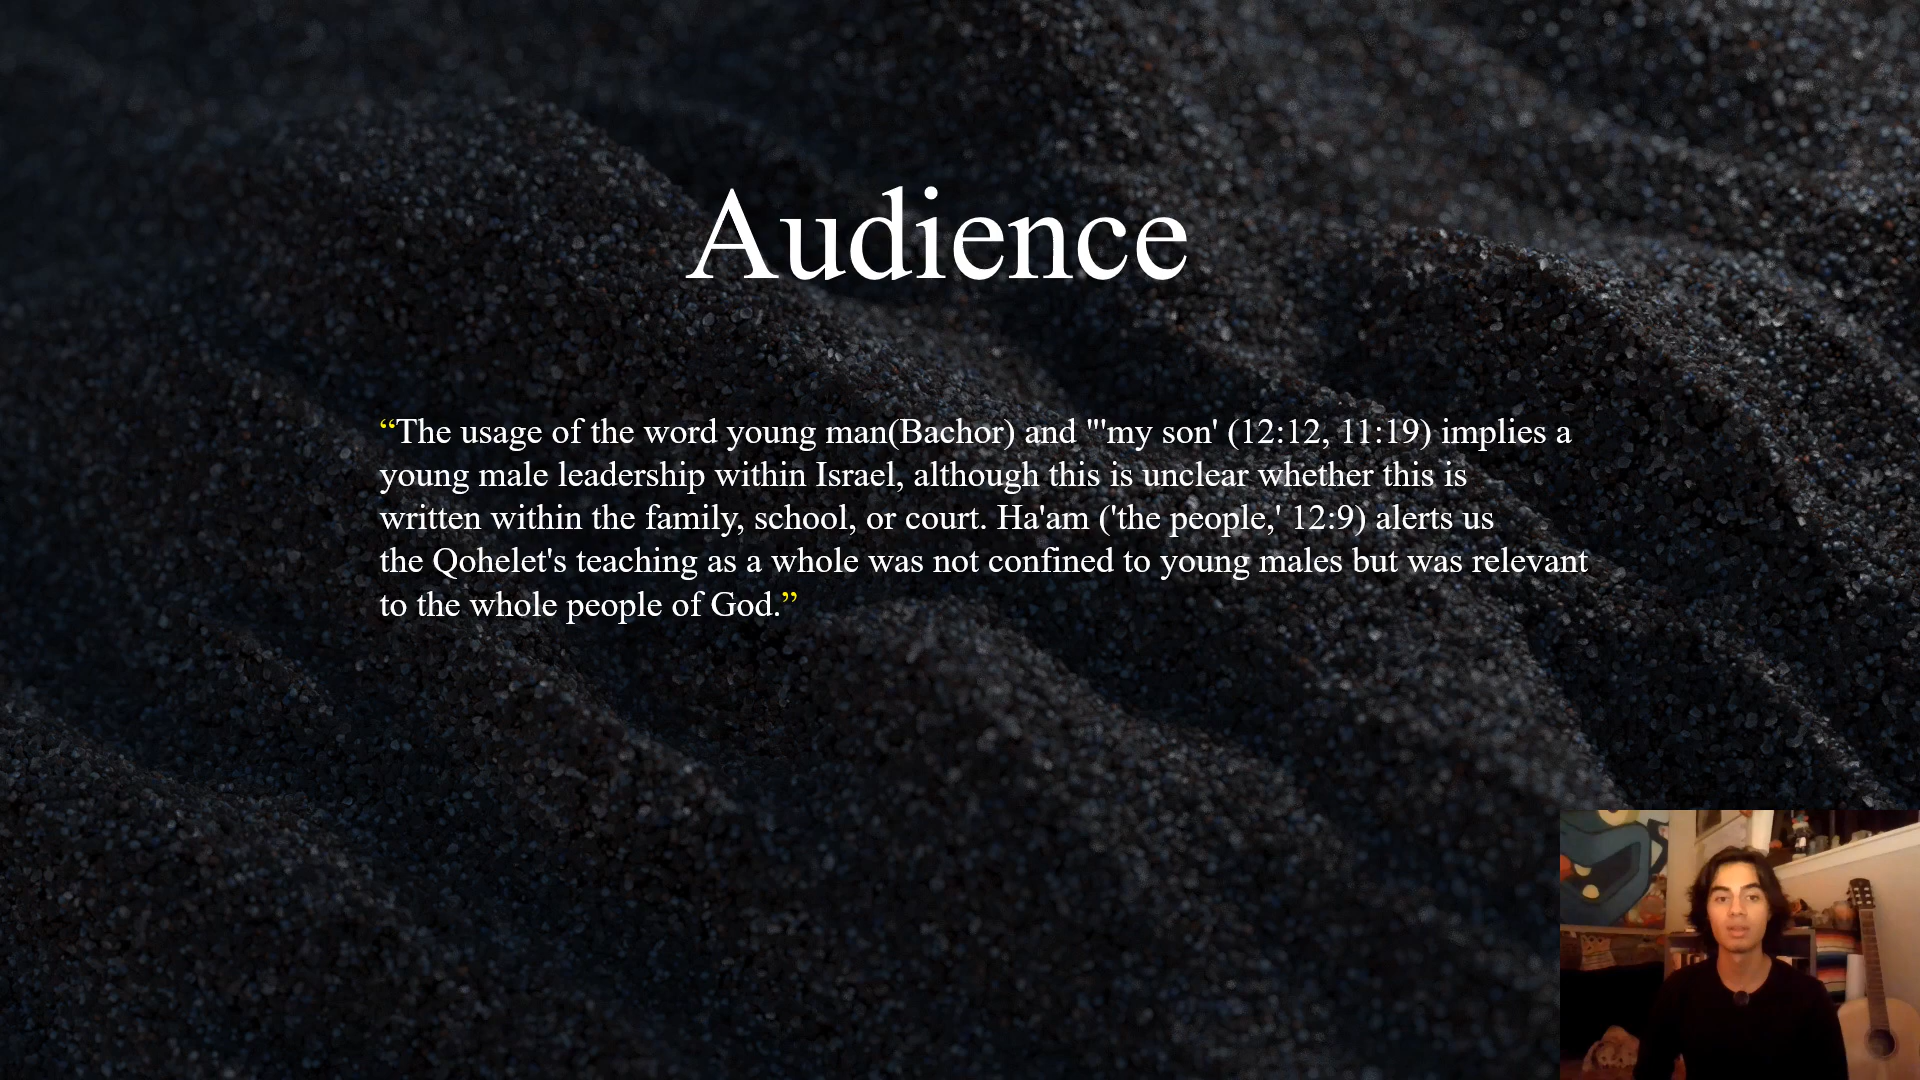 Audience
“The usage of the word young man(Bachor) and "'my son' (12:12, 11:19) implies a
young male leadership within Israel, although this is unclear whether this is
written within the family, school, or court. Ha'am ('the people,' 12:9) alerts us
the Qohelet's teaching as a whole was not confined to young males but was relevant
to the whole people of God.”